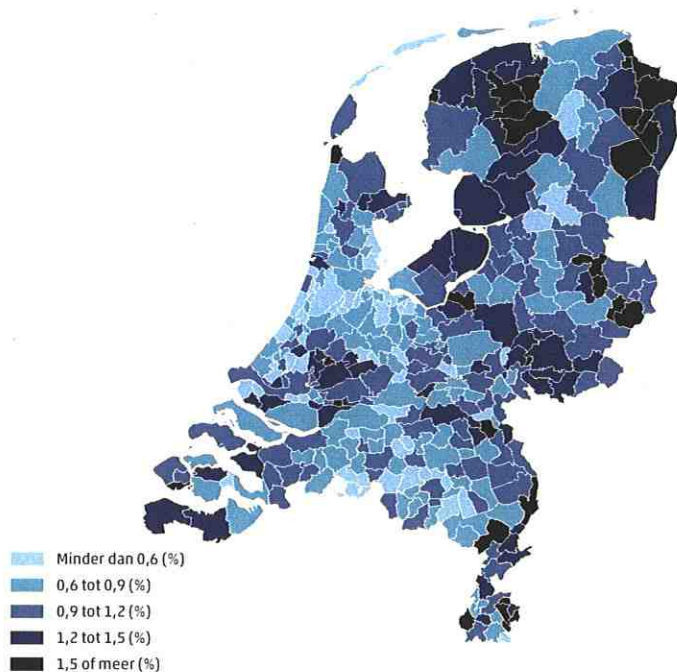 Minder dan 0,6 (%)
0,6 tot 0,9 (%)
0,9 tot 1,2 (%)
1,2 tot 1,5 (%)
1,5 of meer (%)